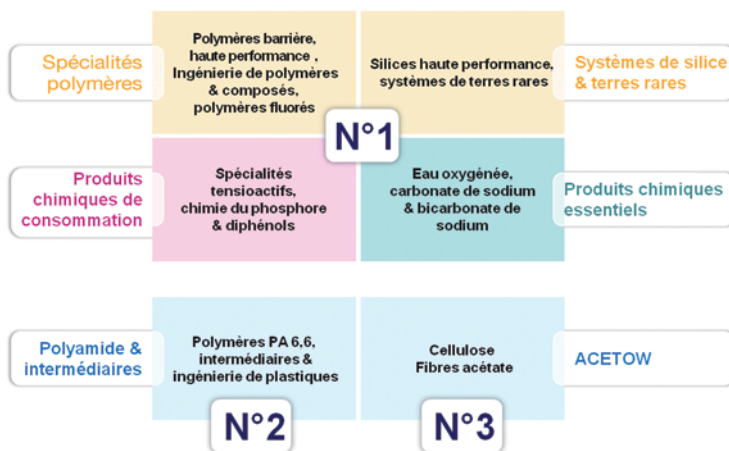 Spécialités
polymères
Polymères barrière,
haute performance ,
Ingénierie de polymères
& composés,
polymères fluorés
Silices haute performance,
systèmes de terres rares
Systèmes de silice
& terres rares
N°1
Produits
chimiques de
consommation
Spécialités
tensioactifs,
chimie du phosphore
& diphénols
Eau oxygénée,
carbonate de sodium
& bicarbonate de
sodium
Produits chimiques
essentiels
Polyamide &
intermédiaires
Polymères PA 6,6,
intermédiaires &
ingénierie de plastiques
N°2
Cellulose
Fibres acétate
N°3
ACETOW